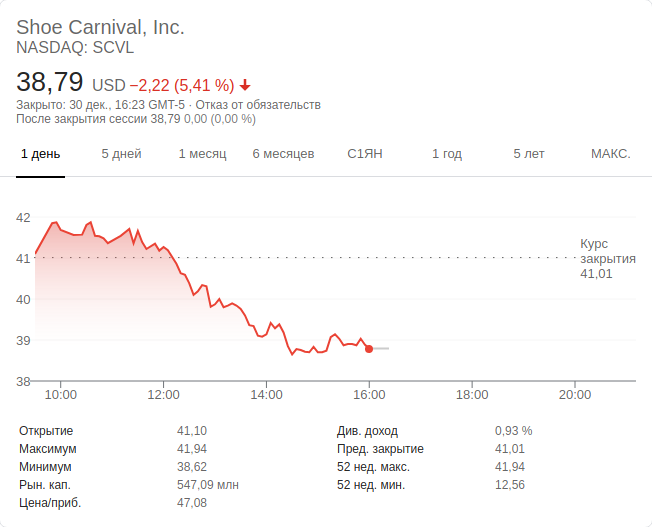 Shoe Carnival, Inc.
NASDAQ: SCVL
38,79 USD −2,22 (5,41 %)
Закрыто: 30 дек., 16:23 GMT-5 · Отказ от обязательств
После закрытия сессии 38,79 0,00 (0,00 %)
1 день 5 дней 1 месяц 6 месяцев С1ЯН 1 год 5 лет МАКС.
42
41
40
39
38
Курс
закрытия
41,01
10:00 12:00 14:00 16:00 18:00 20:00
Открытие 41,10 Див. доход 0,93 %
Максимум 41,94 Пред. закрытие 41,01
Минимум 38,62 52 нед. макс. 41,94
Рын. кап. 547,09 млн 52 нед. мин. 12,56
Цена/приб. 47,08